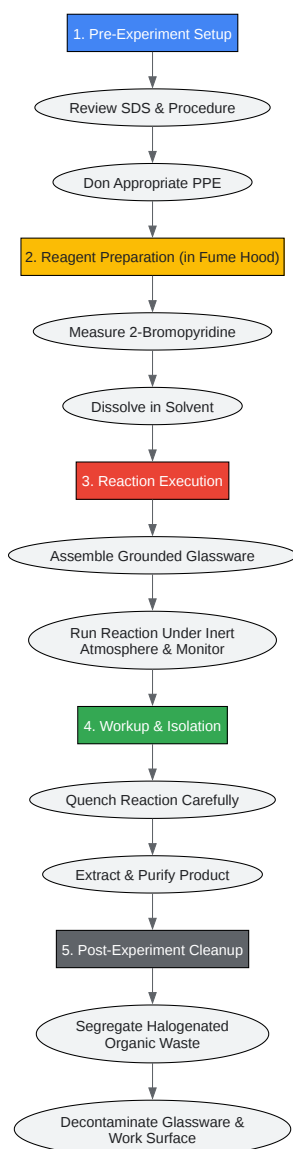 1. Pre-Experiment Setup
Review SDS & Procedure
Don Appropriate PPE
2. Reagent Preparation (in Fume Hood)
Measure 2-Bromopyridine
Dissolve in Solvent
3. Reaction Execution
Assemble Grounded Glassware
Run Reaction Under Inert
Atmosphere & Monitor
4. Workup & Isolation
Quench Reaction Carefully
Extract & Purify Product
5. Post-Experiment Cleanup
Segregate Halogenated
Organic Waste
Decontaminate Glassware &
Work Surface